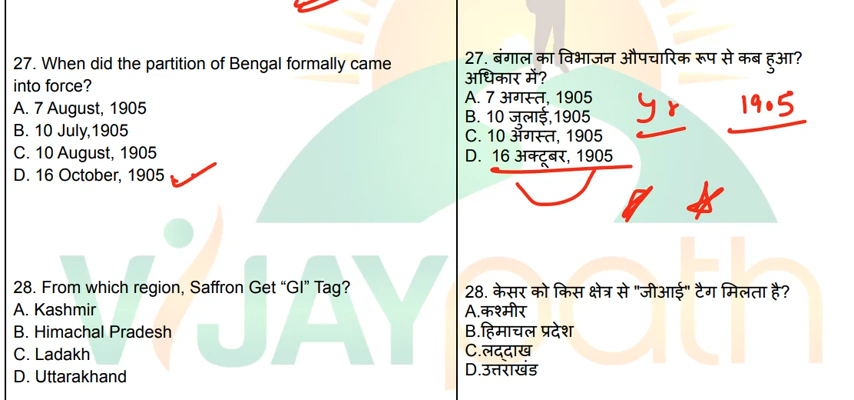 27. When did the partition of Bengal formally came
into force?
A. 7 August, 1905
B. 10 July,1905
C. 10 August, 1905
D. 16 October, 1905
28. From which region, Saffron Get “GI” Tag?
A. Kashmir
B. Himachal Pradesh
C. Ladakh
D. Uttarakhand
27. बंगाल का विभाजन औपचारिक रूप से कब हुआ?
अधिकार में?
A. 7 अगस्त, 1905
B. 10 जुलाई,1905
C. 10 अगस्त, 1905
D. 16 अक्टूबर, 1905
Yr 1905
28. केसर को किस क्षेत्र से "जीआई" टैग मिलता है?
A.कश्मीर
B.हिमाचल प्रदेश
C.लद्दाख
D.उत्तराखंड
VIJAYpath